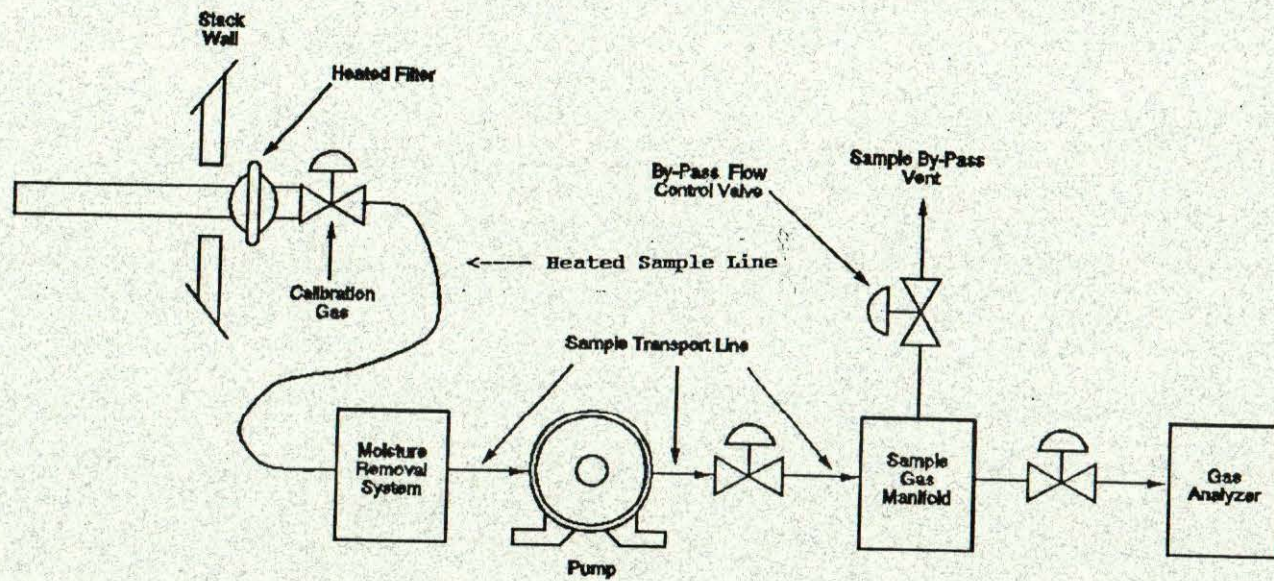 Stack
Wall
Heated Filter
By-Pass Flow
Control Valve
Sample By-Pass
Vent
<--- Heated Sample Line
Calibration
Gas
Sample Transport Line
Moisture
Removal
System
Sample
Gas
Manifold
Gas
Analyzer
Pump